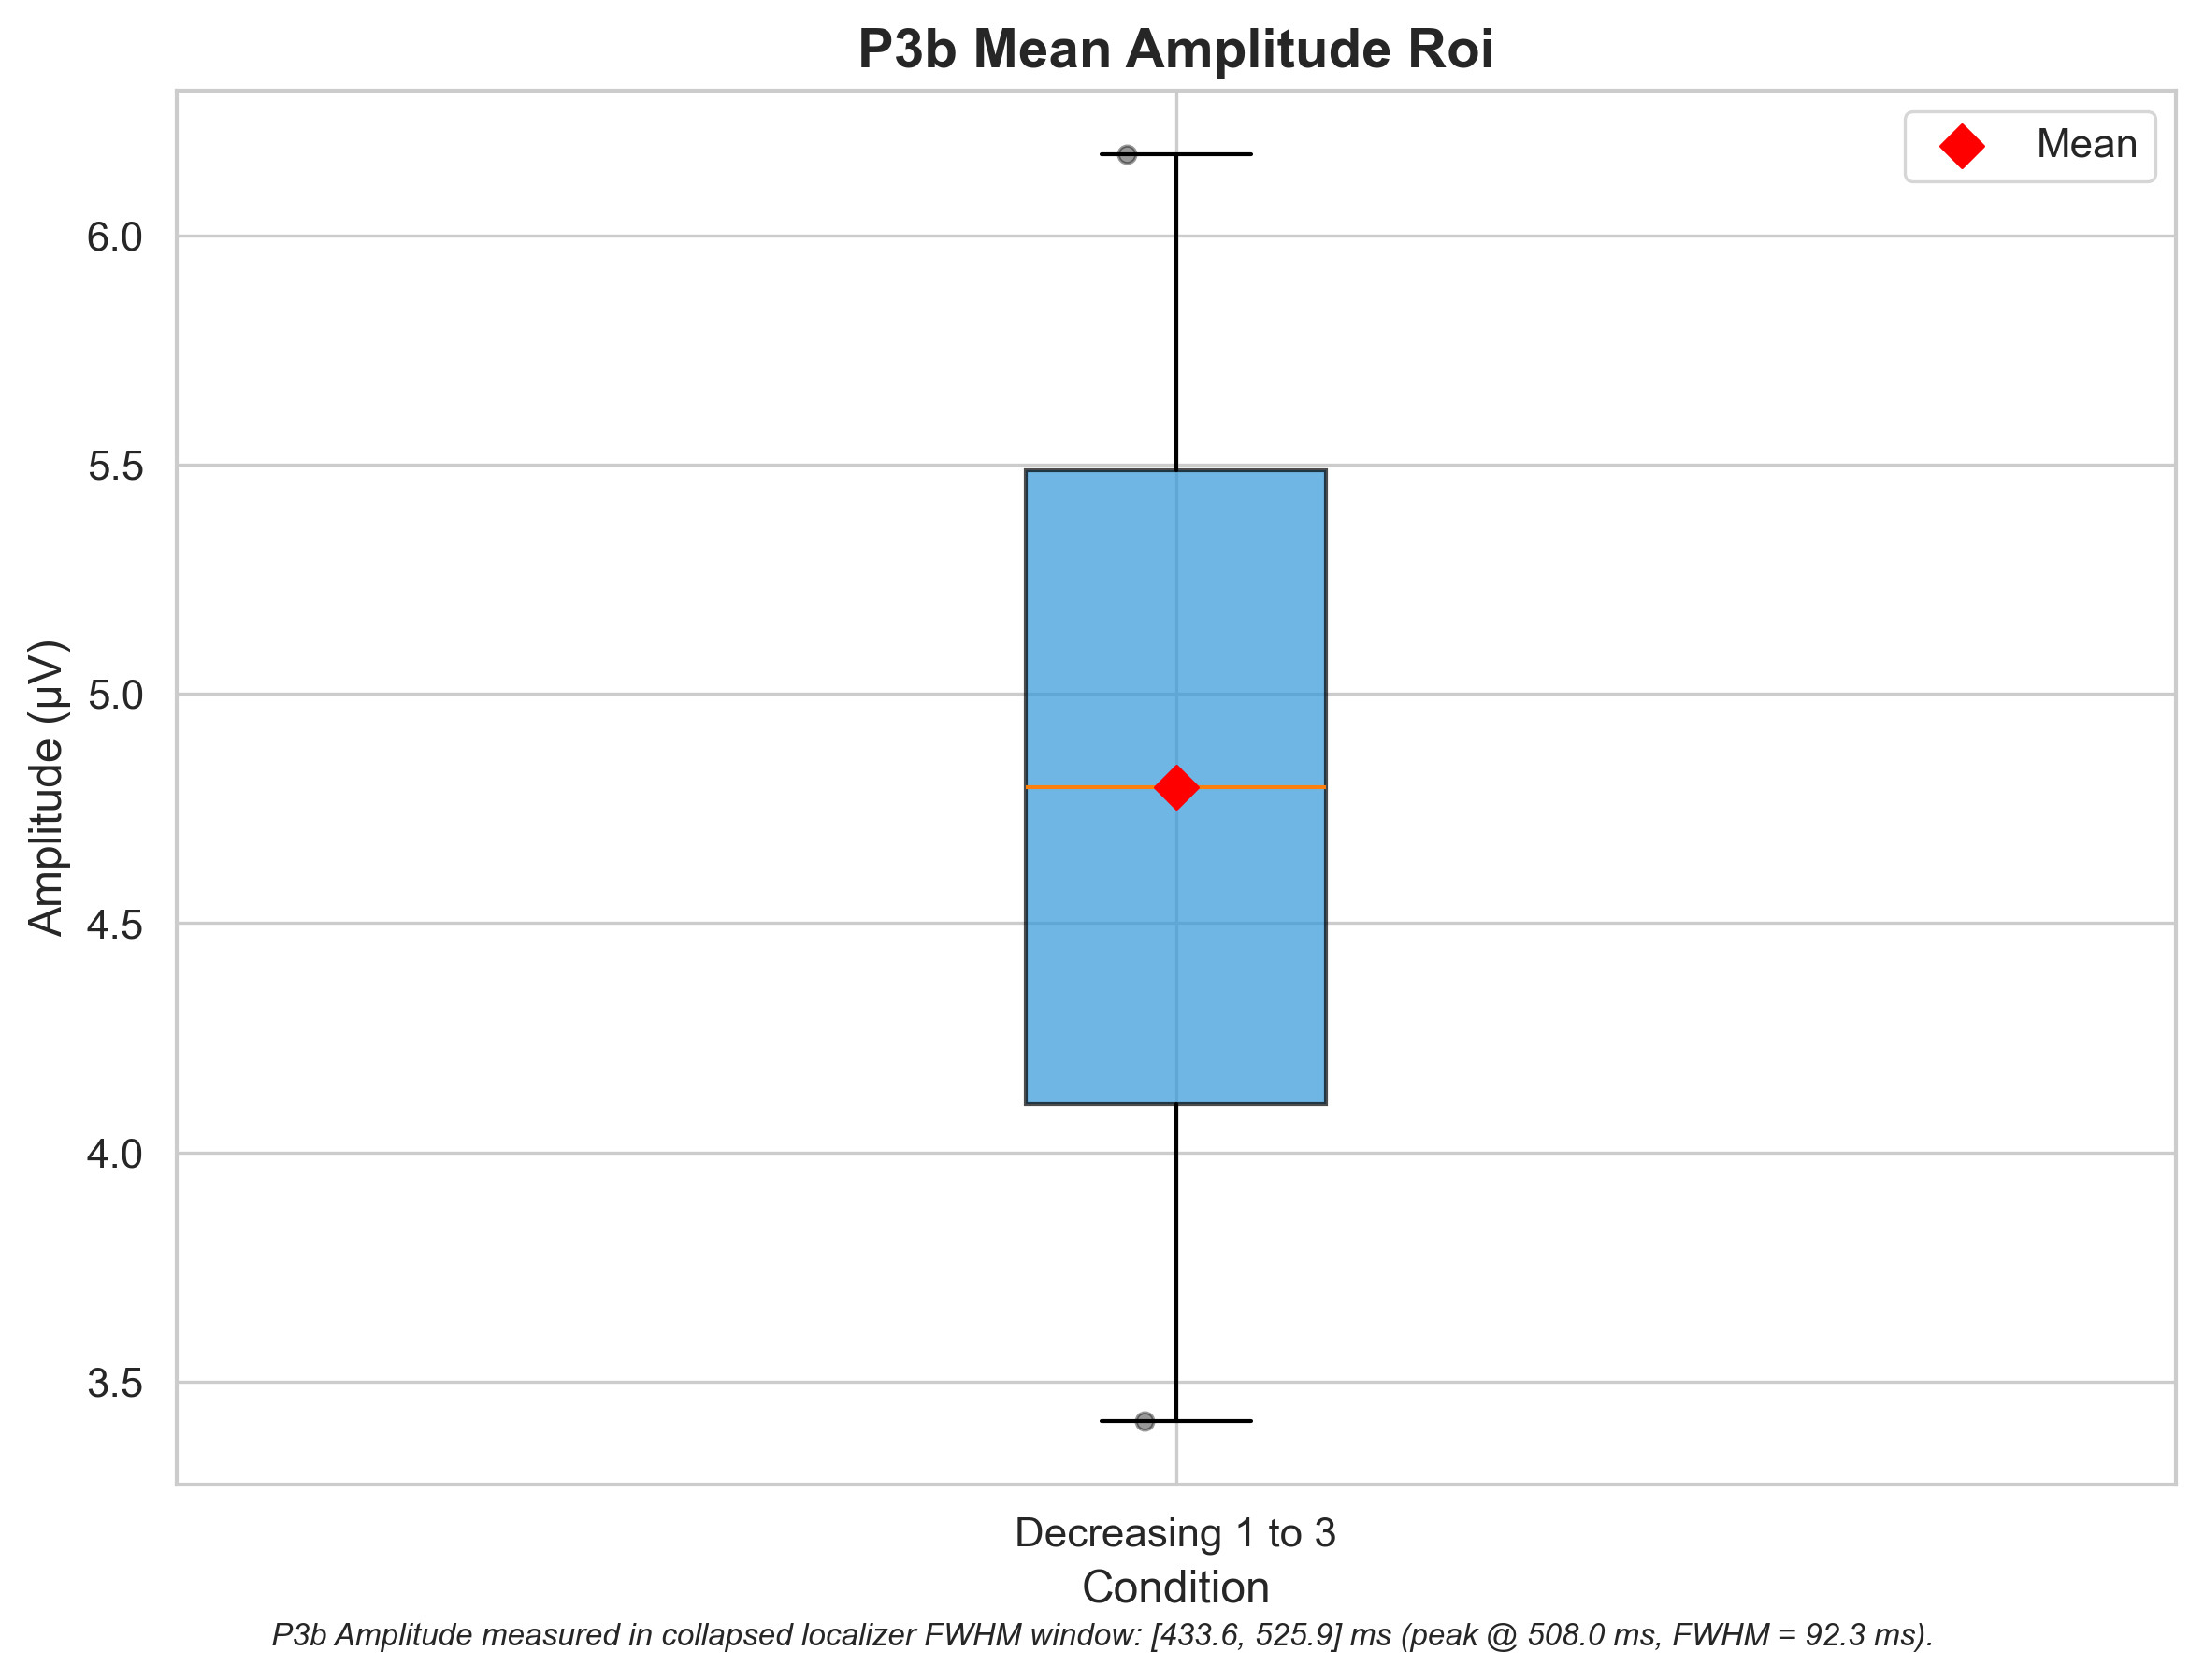 P3b Mean Amplitude Roi
Mean
6.0
5.5
5.0
4.5
4.0
3.5
Amplitude (μV)
Decreasing 1 to 3
Condition
P3b Amplitude measured in collapsed localizer FWHM window: [433.6, 525.9] ms (peak @ 508.0 ms, FWHM = 92.3 ms).